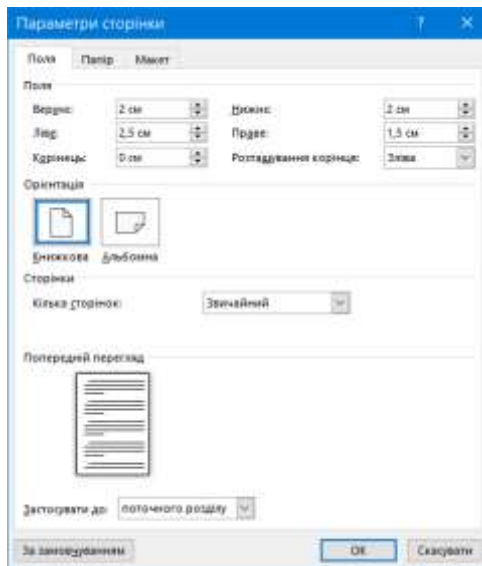 Параметри сторінки ? ×
Поля Папір Макет
Поля
Верхнє: 2 см Нижнє: 2 см
Ліве: 2,5 см Праве: 1,5 см
Корінець: 0 см Розташування корінця: Зліва
Орієнтація
Книжкова Альбомна
Сторінки
Кілька сторінок: Звичайний
Попередній перегляд
Застосувати до: поточного розділу
За замовчуванням ОК Скасувати